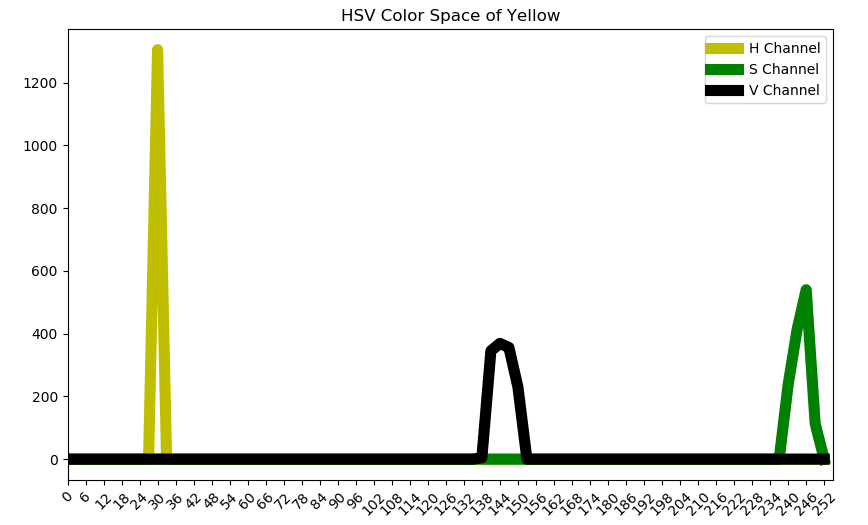 HSV Color Space of Yellow
H Channel
S Channel
V Channel
1200
1000
800
600
400
200
0
0 6 12 18 24 30 36 42 48 54 60 66 72 78 84 90 96 102 108 114 120 126 132 138 144 150 156 162 168 174 180 186 192 198 204 210 216 222 228 234 240 246 252